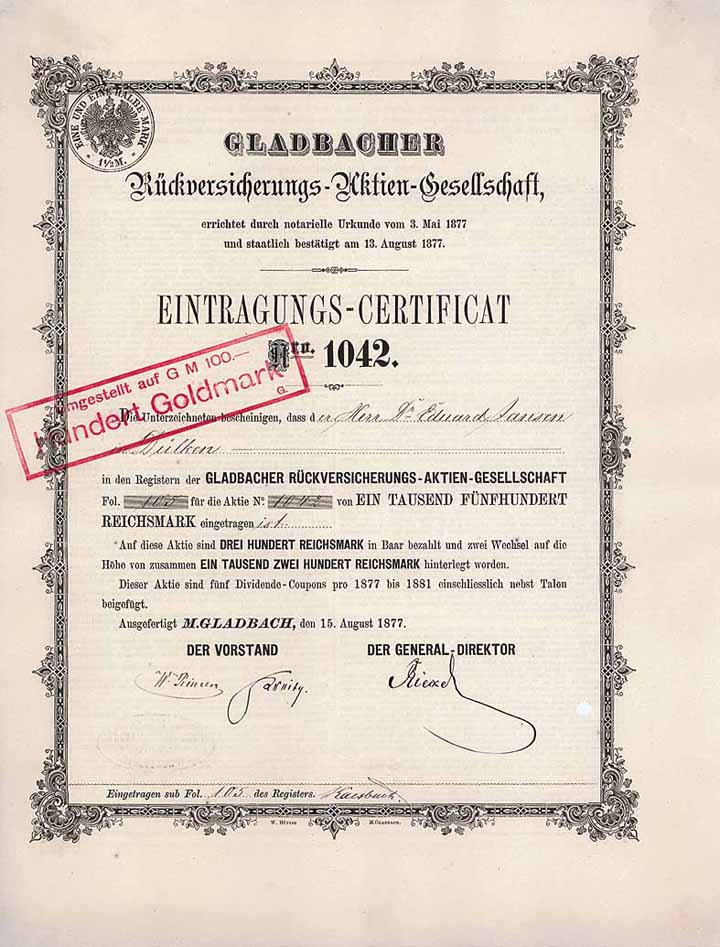 EINE UND EINE HALBE MARK
1½ M.
GLADBACHER
Rückversicherungs-Aktien-Gesellschaft,
errichtet durch notarielle Urkunde vom 3. Mai 1877
und staatlich bestätigt am 13. August 1877.
EINTRAGUNGS-CERTIFICAT
Nro. 1042.
Umgestellt auf G M 100.—
Hundert Goldmark
G.
Die Unterzeichneten bescheinigen, dass der Herr Dr Eduard Jansen
in Dülken
in den Registern der GLADBACHER RÜCKVERSICHERUNGS-AKTIEN-GESELLSCHAFT
Fol. 105 für die Aktie No. 1042 von EIN TAUSEND FÜNFHUNDERT
REICHSMARK eingetragen ist.
Auf diese Aktie sind DREI HUNDERT REICHSMARK in Baar bezahlt und zwei Wechsel auf die
Höhe von zusammen EIN TAUSEND ZWEI HUNDERT REICHSMARK hinterlegt worden.
Dieser Aktie sind fünf Dividende-Coupons pro 1877 bis 1881 einschliesslich nebst Talon
beigefügt.
Ausgefertigt M.GLADBACH, den 15. August 1877.
DER VORSTAND DER GENERAL-DIREKTOR
W. Prinzen
Eingetragen sub Fol. 105 des Registers.
M.GLADBACH.